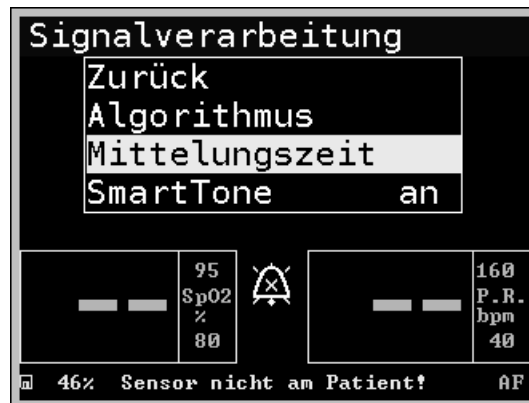 Signalverarbeitung
Zurück
Algorithmus
Mittelungszeit
SmartTone an
95
SpO2
%
80
160
P.R.
bpm
40
46% Sensor nicht am Patient! AF